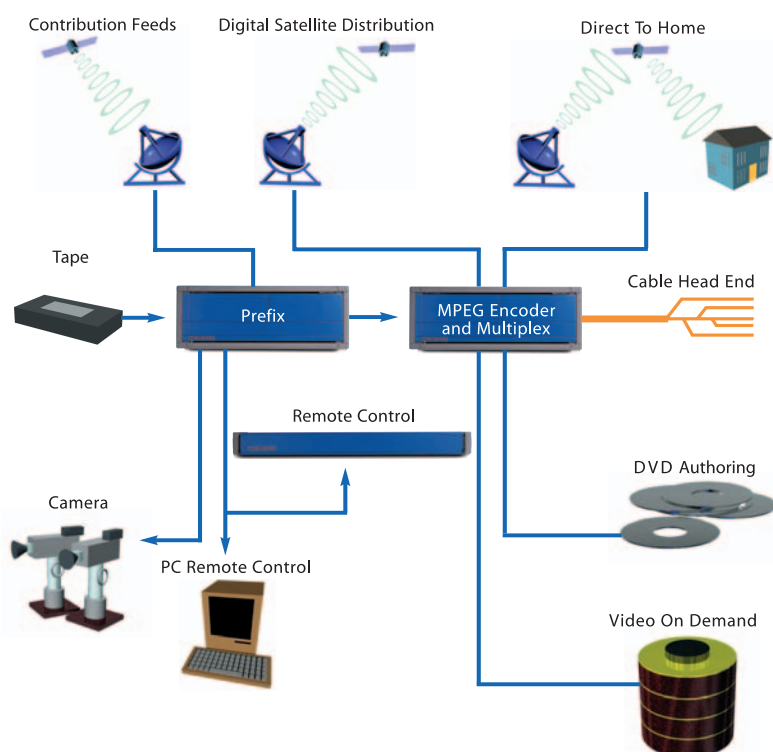 Contribution Feeds
Digital Satellite Distribution
Direct To Home
Tape
Prefix
MPEG Encoder
and Multiplex
Cable Head End
Remote Control
DVD Authoring
Camera
PC Remote Control
Video On Demand